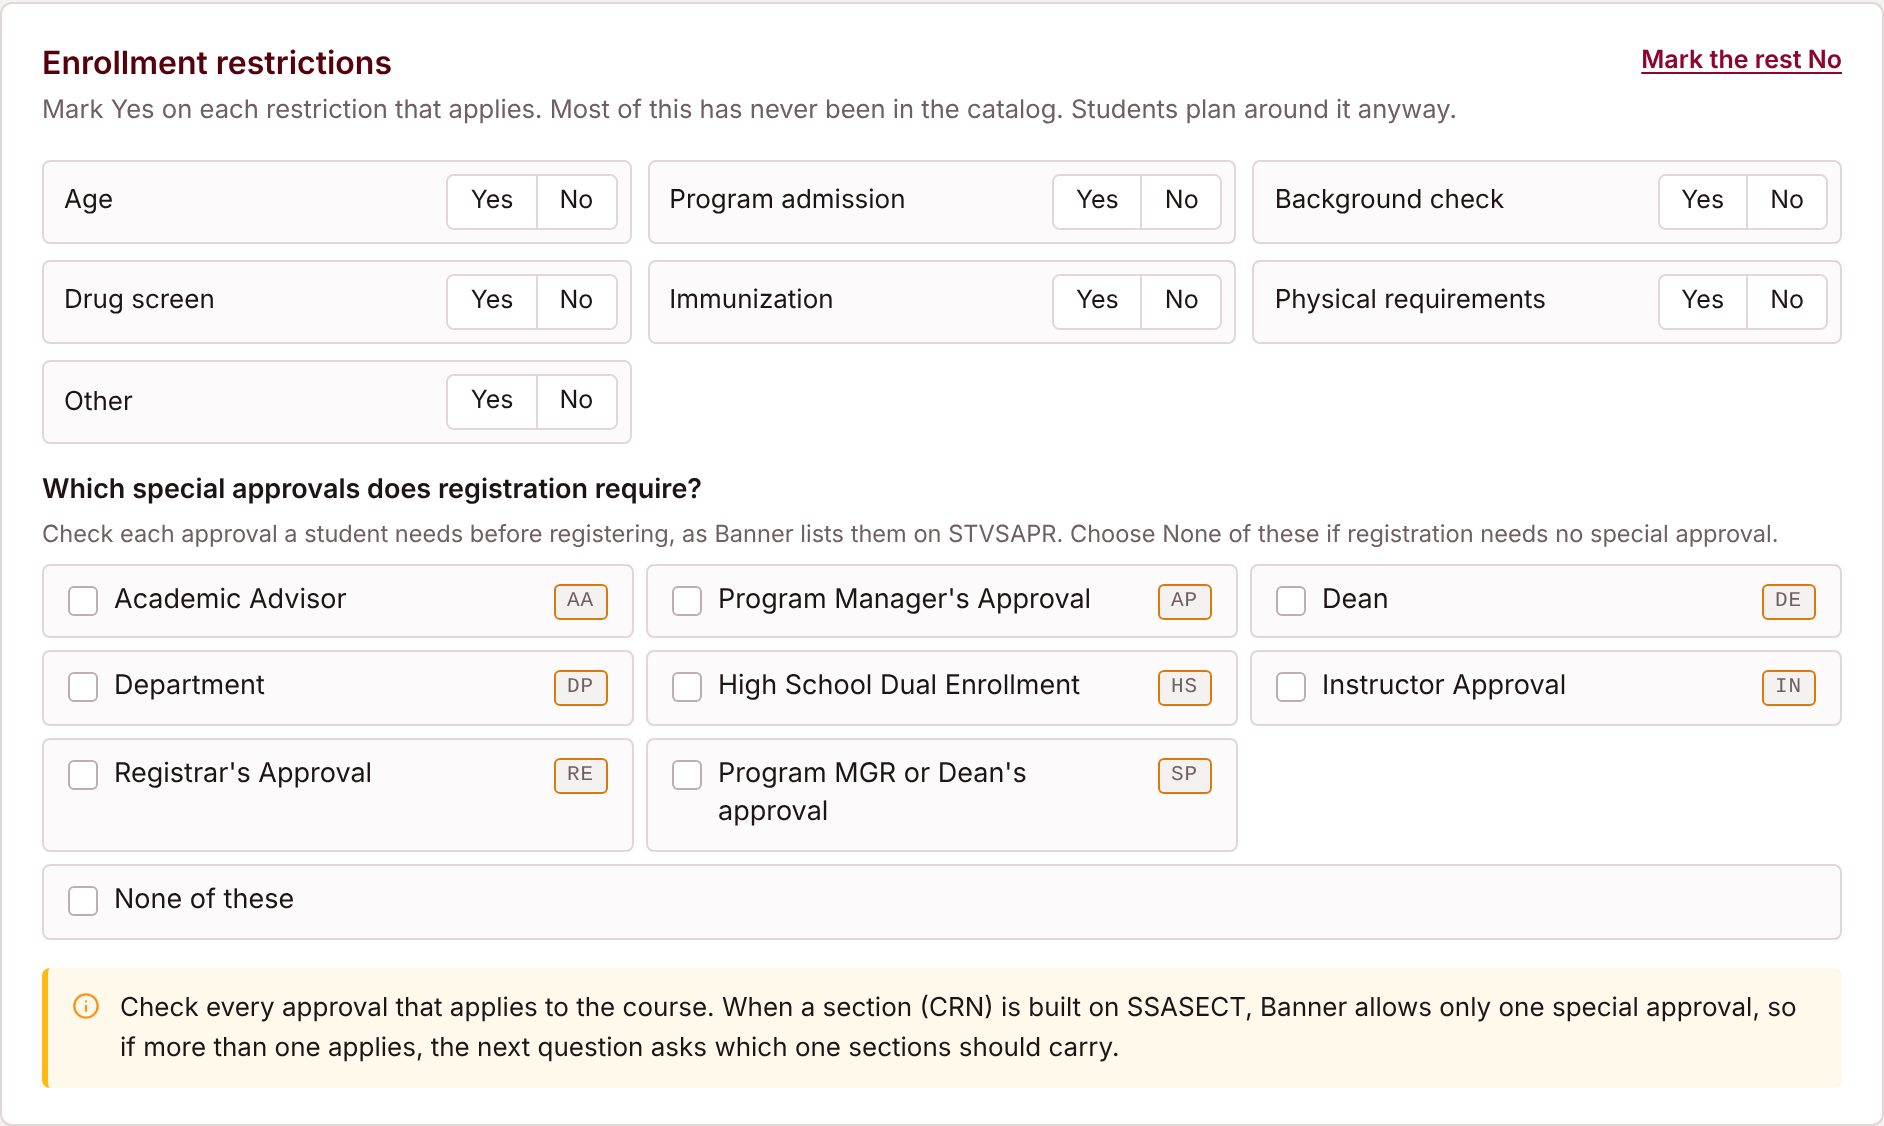 Enrollment restrictions
Mark the rest No
Mark Yes on each restriction that applies. Most of this has never been in the catalog. Students plan around it anyway.
Age Yes No
Program admission Yes No
Background check Yes No
Drug screen Yes No
Immunization Yes No
Physical requirements Yes No
Other Yes No
Which special approvals does registration require?
Check each approval a student needs before registering, as Banner lists them on STVSAPR. Choose None of these if registration needs no special approval.
Academic Advisor AA
Program Manager's Approval AP
Dean DE
Department DP
High School Dual Enrollment HS
Instructor Approval IN
Registrar's Approval RE
Program MGR or Dean's SP
approval
None of these
Check every approval that applies to the course. When a section (CRN) is built on SSASECT, Banner allows only one special approval, so
if more than one applies, the next question asks which one sections should carry.